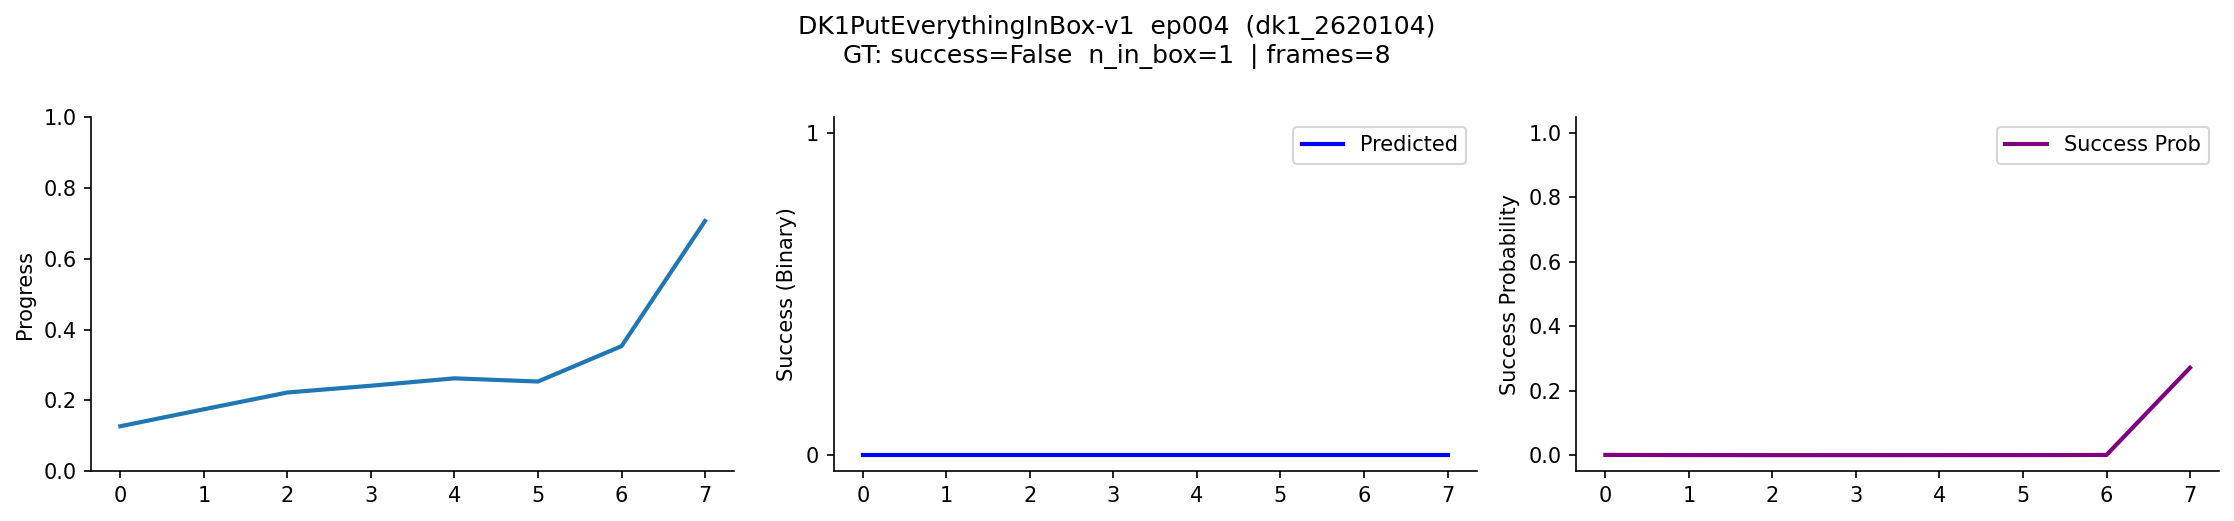 DK1PutEverythingInBox-v1 ep004 (dk1_2620104)
GT: success=False n_in_box=1 | frames=8
Progress
1.0
0.8
0.6
0.4
0.2
0.0
0 1 2 3 4 5 6 7
Success (Binary)
1
0
Predicted
0 1 2 3 4 5 6 7
Success Probability
1.0
0.8
0.6
0.4
0.2
0.0
Success Prob
0 1 2 3 4 5 6 7